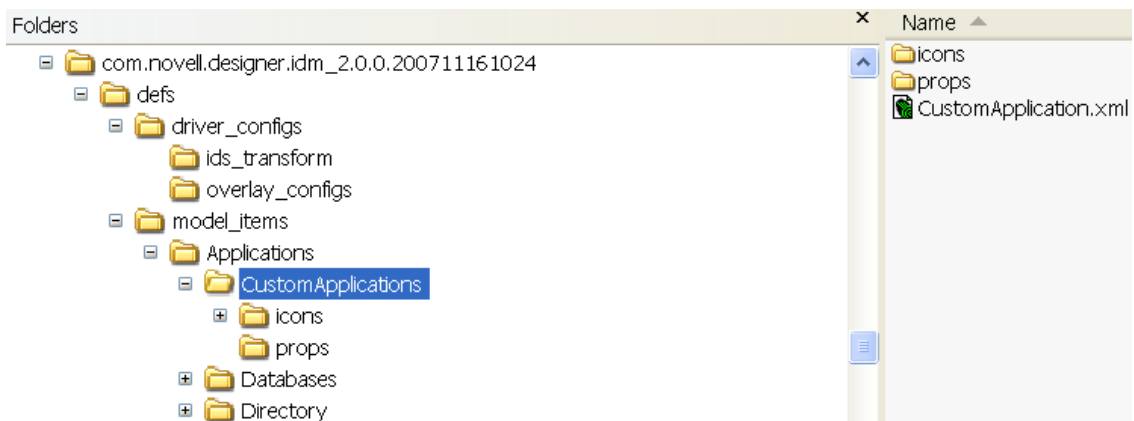 Folders
com.novell.designer.idm_2.0.0.200711161024
defs
driver_configs
ids_transform
overlay_configs
model_items
Applications
CustomApplications
icons
props
Databases
Directory
Name
icons
props
CustomApplication.xml